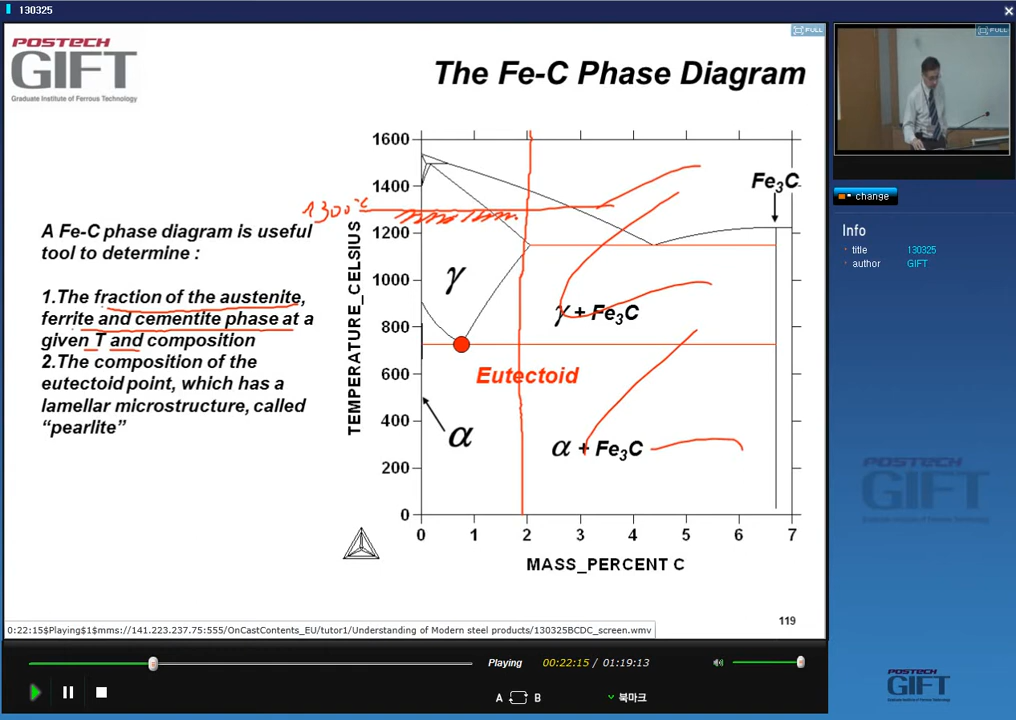 130325
FULL
POSTECH
GIFT
Graduate Institute of Ferrous Technology
The Fe-C Phase Diagram
A Fe-C phase diagram is useful
tool to determine :
1.The fraction of the austenite,
ferrite and cementite phase at a
given T and composition
2.The composition of the
eutectoid point, which has a
lamellar microstructure, called
“pearlite”
TEMPERATURE_CELSIUS
1600
1400
1300℃
1200
1000
800
600
400
200
0
0 1 2 3 4 5 6 7
MASS_PERCENT C
Fe3C
γ
γ + Fe3C
Eutectoid
α
α + Fe3C
119
0:22:15$Playing$1$mms://141.223.237.75:555/OnCastContents_EU/tutor1/Understanding of Modern steel products/130325BCDC_screen.wmv
Playing
00:22:15 / 01:19:13
A B
북마크
FULL
change
Info
title 130325
author GIFT
POSTECH
GIFT
POSTECH
GIFT